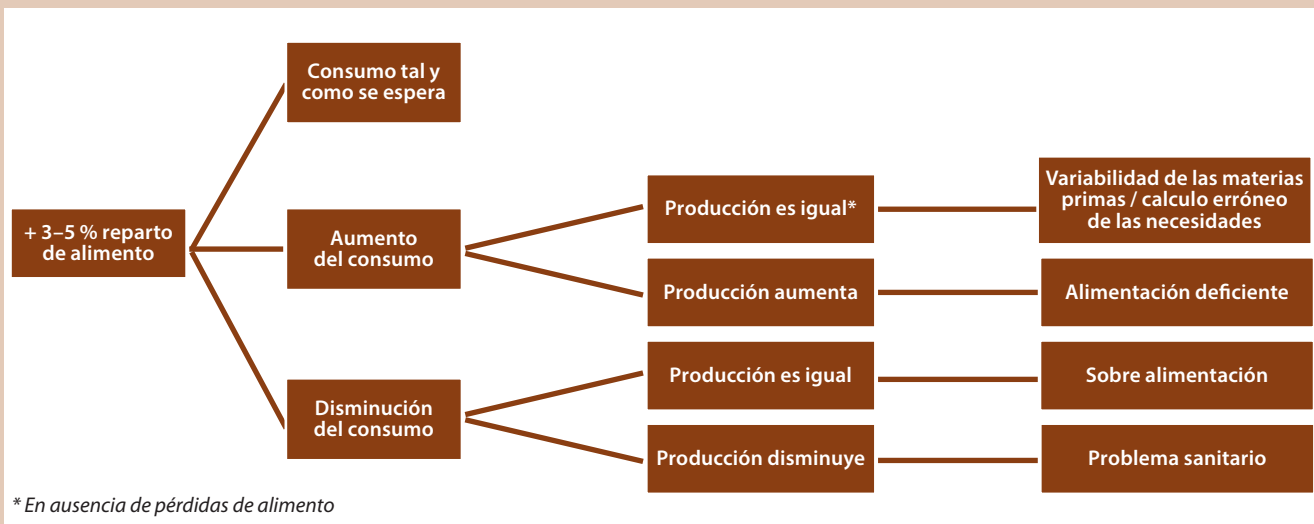 Consumo tal y
como se espera
+ 3–5 % reparto
de alimento
Aumento
del consumo
Producción es igual*
Variabilidad de las materias
primas / calculo erróneo
de las necesidades
Producción aumenta
Alimentación deficiente
Disminución
del consumo
Producción es igual
Sobre alimentación
Producción disminuye
Problema sanitario
* En ausencia de pérdidas de alimento